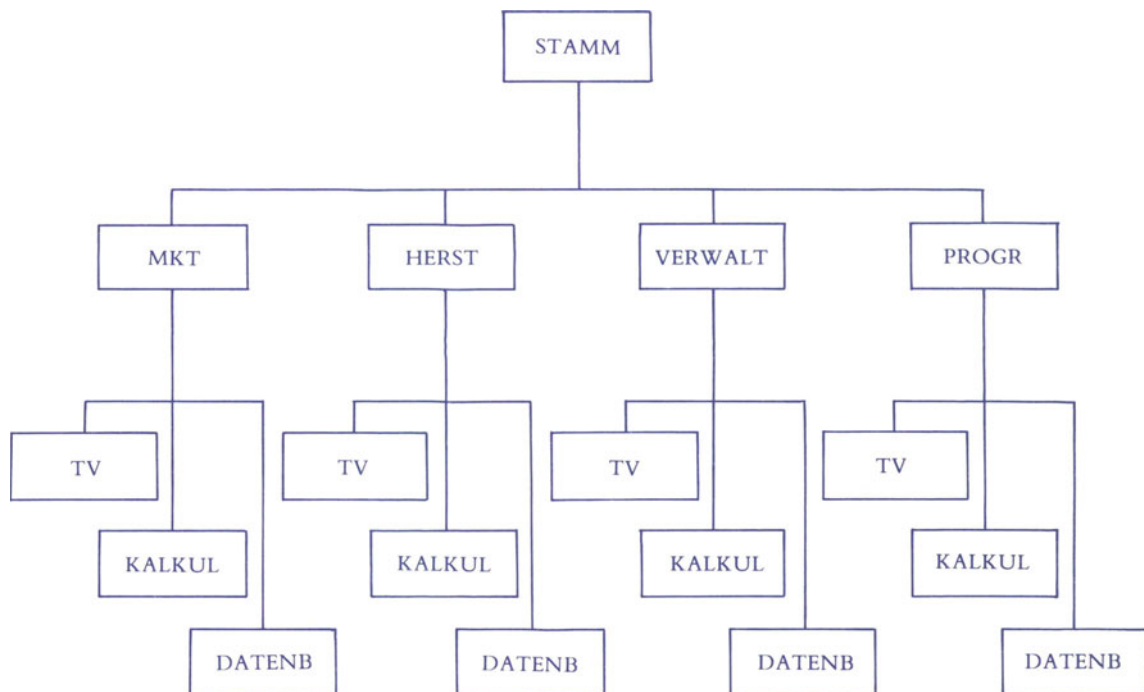 STAMM
MKT HERST VERWALT PROGR
TV TV TV TV
KALKUL KALKUL KALKUL KALKUL
DATENB DATENB DATENB DATENB